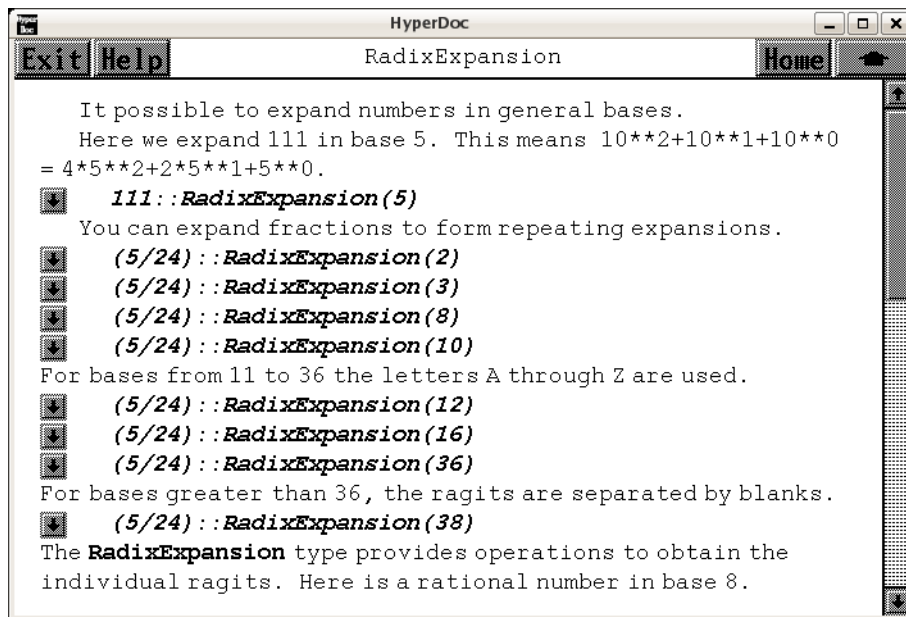 Hyper
Doc
HyperDoc
Exit Help RadixExpansion Home
It possible to expand numbers in general bases.
Here we expand 111 in base 5. This means 10**2+10**1+10**0
= 4*5**2+2*5**1+5**0.
111::RadixExpansion(5)
You can expand fractions to form repeating expansions.
(5/24)::RadixExpansion(2)
(5/24)::RadixExpansion(3)
(5/24)::RadixExpansion(8)
(5/24)::RadixExpansion(10)
For bases from 11 to 36 the letters A through Z are used.
(5/24)::RadixExpansion(12)
(5/24)::RadixExpansion(16)
(5/24)::RadixExpansion(36)
For bases greater than 36, the ragits are separated by blanks.
(5/24)::RadixExpansion(38)
The RadixExpansion type provides operations to obtain the
individual ragits. Here is a rational number in base 8.